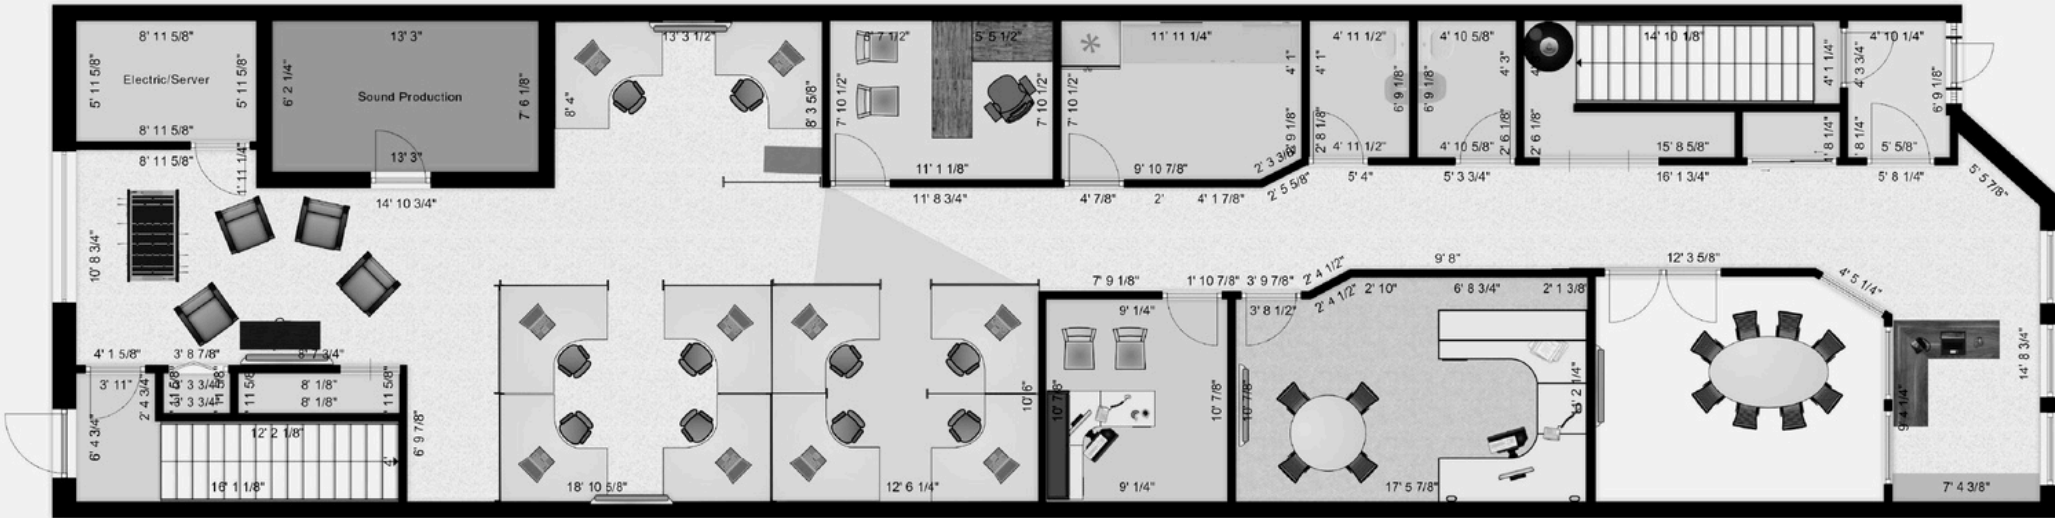 8' 11 5/8"
13' 3"
13' 3 1/2"
5' 5 1/2"
11' 11 1/4"
4' 11 1/2"
4' 10 5/8"
14' 10 1/8"
4' 10 1/4"
5' 11 5/8"
Electric/Server
5' 11 5/8"
6' 2 1/4"
Sound Production
7' 6 1/8"
8' 4"
8' 3 5/8"
7' 10 1/2"
7' 10 1/2"
7' 10 1/2"
4' 1"
4' 1"
6' 9 1/8"
6' 9 1/8"
4' 3"
4' 1 1/4"
4' 3 3/4"
6' 9 1/8"
8' 11 5/8"
8' 11 5/8"
13' 3"
2' 8 1/8"
4' 11 1/2"
4' 10 5/8"
2' 6 1/8"
2' 6 1/8"
15' 8 5/8"
5' 5/8"
11' 1 1/8"
9' 10 7/8"
2' 3 3/8"
14' 10 3/4"
11' 8 3/4"
4' 7/8"
2'
4' 1 7/8"
2' 5 5/8"
5' 4"
5' 3 3/4"
16' 1 3/4"
5' 8 1/4"
5' 5 7/8"
10' 8 3/4"
7' 9 1/8"
1' 10 7/8"
3' 9 7/8"
2' 4 1/2"
9' 8"
12' 3 5/8"
4' 5 1/4"
9' 1/4"
3' 8 1/2"
2' 4 1/2"
2' 10"
6' 8 3/4"
2' 1 3/8"
4' 1 5/8"
3' 8 7/8"
8' 7 3/4"
14' 8 3/4"
3' 11"
2' 4 3/4"
3' 3 3/4"
3' 3 3/4"
8' 1/8"
8' 1/8"
10' 6"
10' 7/8"
10' 7/8"
10' 7/8"
9' 4 1/4"
6' 4 3/4"
12' 2 1/8"
4'
6' 9 7/8"
16' 1 1/8"
18' 10 5/8"
12' 6 1/4"
9' 1/4"
17' 5 7/8"
7' 4 3/8"